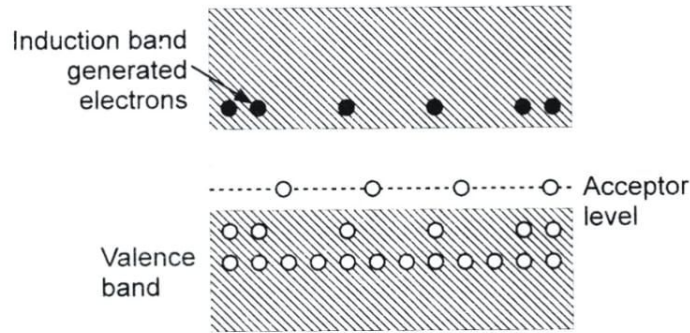 Induction band
generated
electrons
Acceptor
level
Valence
band